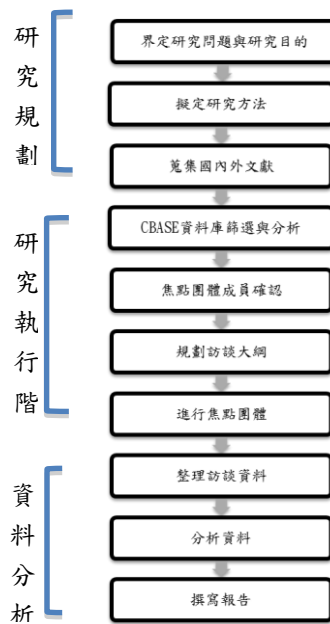 研究規劃
界定研究問題與研究目的
擬定研究方法
蒐集國內外文獻
研究執行階
CBASE資料庫篩選與分析
焦點團體成員確認
規劃訪談大綱
進行焦點團體
資料分析
整理訪談資料
分析資料
撰寫報告